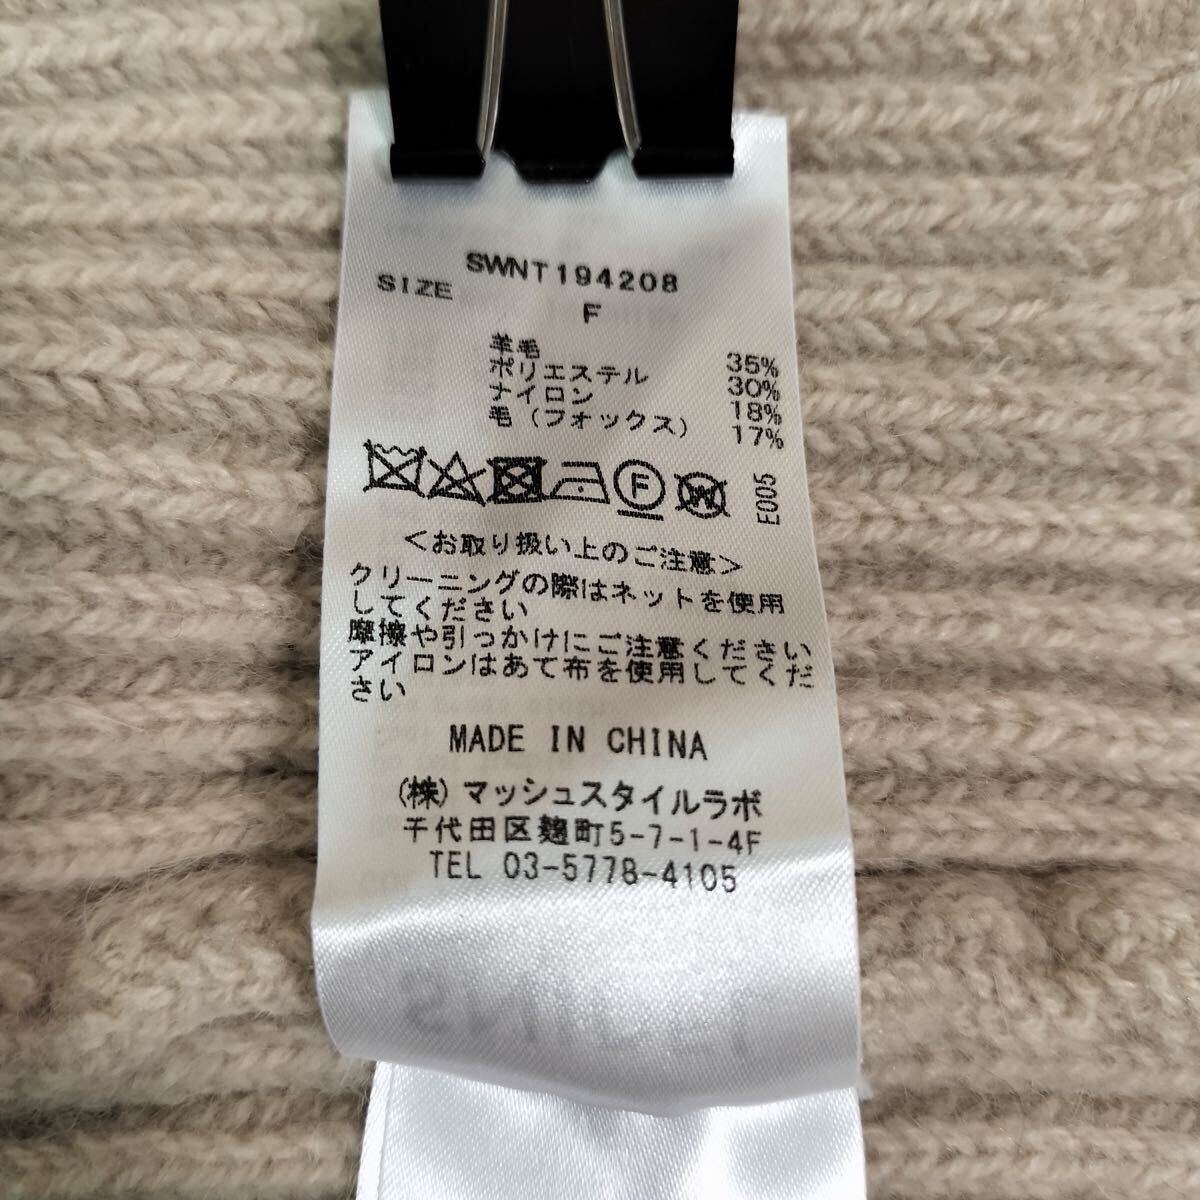 SWNT194208
SIZE F
羊毛 35%
ポリエステル 30%
ナイロン 18%
毛(フォックス) 17%
F W E005
<お取り扱い上のご注意>
クリーニングの際はネットを使用
してください
摩擦や引っかけにご注意ください
アイロンはあて布を使用してくだ
さい
MADE IN CHINA
(株)マッシュスタイルラボ
千代田区麹町5-7-1-4F
TEL 03-5778-4105